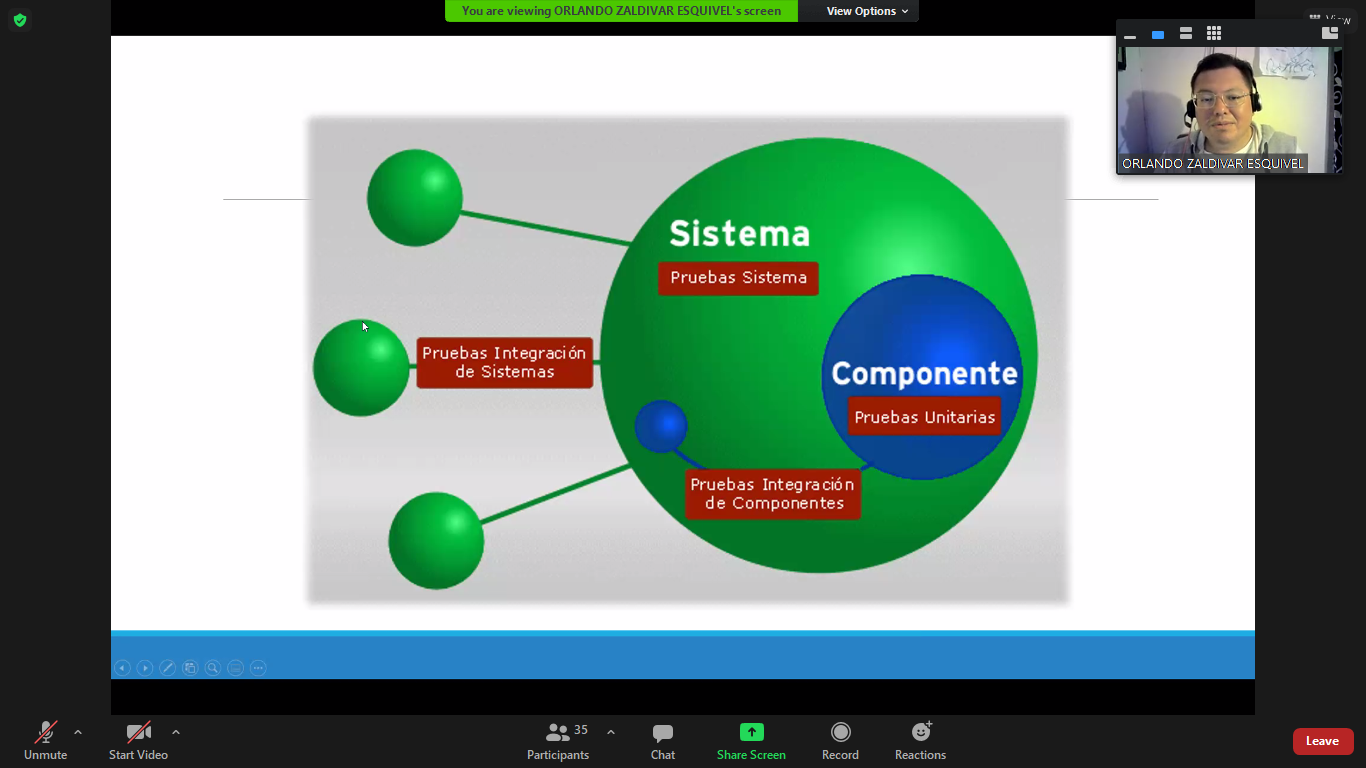 You are viewing ORLANDO ZALDIVAR ESQUIVEL's screen
View Options
View
ORLANDO ZALDIVAR ESQUIVEL
Sistema
Pruebas Sistema
Pruebas Integración
de Sistemas
Componente
Pruebas Unitarias
Pruebas Integración
de Componentes
Unmute
Start Video
Participants
35
Chat
Share Screen
Record
Reactions
Leave